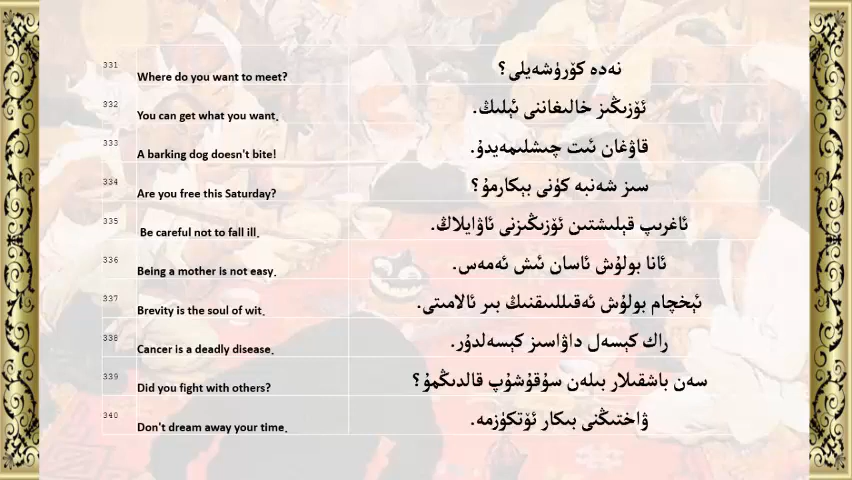 331 Where do you want to meet? نەدە كۆرۈشەيلى؟
332 You can get what you want. ئۆزىڭىز خالىغاننى ئېلىڭ.
333 A barking dog doesn't bite! قاۋغان ئىت چىشلىمەيدۇ.
334 Are you free this Saturday? سىز شەنبە كۈنى بېكارمۇ؟
335 Be careful not to fall ill. ئاغرىپ قېلىشتىن ئۆزىڭىزنى ئاۋايلاڭ.
336 Being a mother is not easy. ئانا بولۇش ئاسان ئىش ئەمەس.
337 Brevity is the soul of wit. ئىخچام بولۇش ئەقىللىقنىڭ بىر ئالامىتى.
338 Cancer is a deadly disease. راك كېسەل داۋاسىز كېسەلدۇر.
339 Did you fight with others? سەن باشقىلار بىلەن سۇقۇشۇپ قالدىڭمۇ؟
340 Don't dream away your time. ۋاختىڭنى بىكار ئۆتكۈزمە.